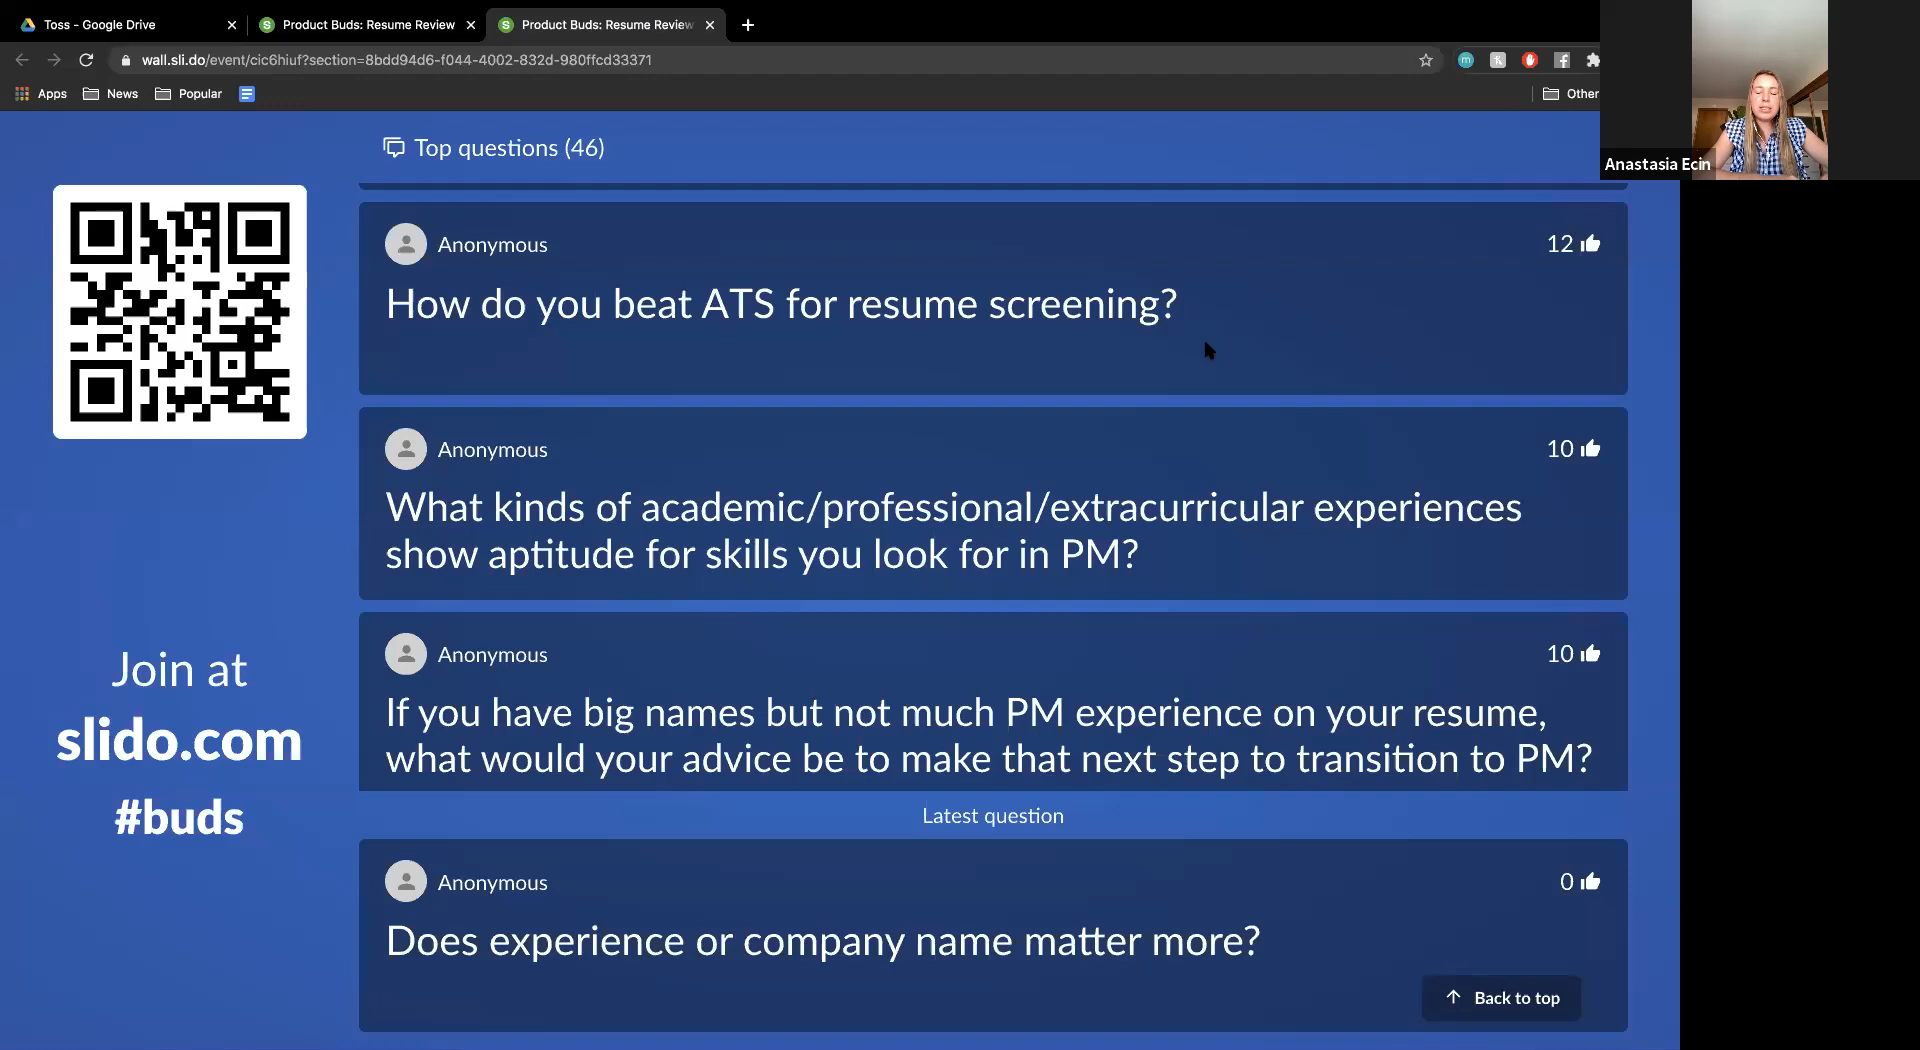 Toss - Google Drive
Product Buds: Resume Review
Product Buds: Resume Review
wall.sli.do/event/cic6hiuf?section=8bdd94d6-f044-4002-832d-980ffcd33371
Apps
News
Popular
Other
Anastasia Ecin
Top questions (46)
Anonymous
12
How do you beat ATS for resume screening?
Anonymous
10
What kinds of academic/professional/extracurricular experiences
show aptitude for skills you look for in PM?
Anonymous
10
If you have big names but not much PM experience on your resume,
what would your advice be to make that next step to transition to PM?
Join at
slido.com
#buds
Latest question
Anonymous
0
Does experience or company name matter more?
Back to top